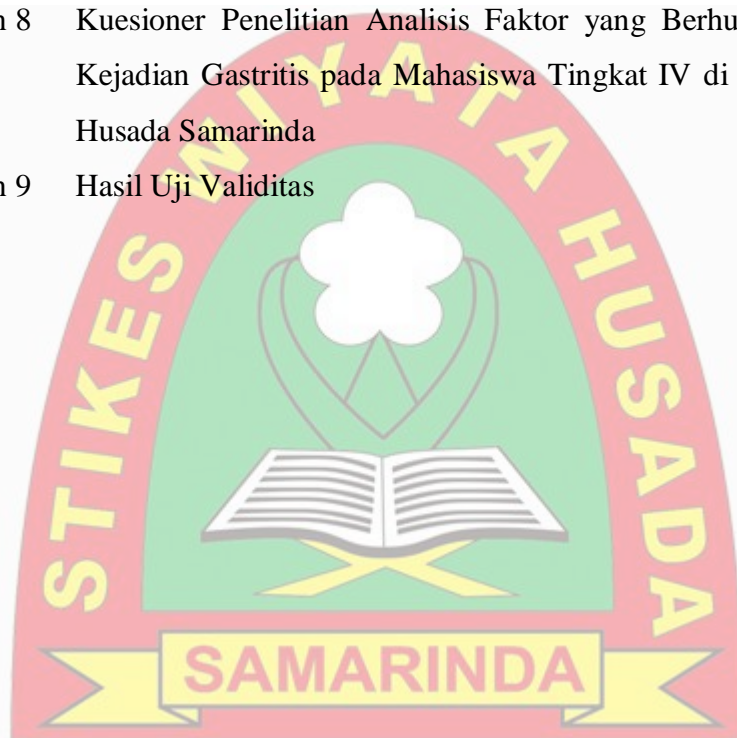 n 8 Kuesioner Penelitian Analisis Faktor yang Berhu
Kejadian Gastritis pada Mahasiswa Tingkat IV di
Husada Samarinda
n 9 Hasil Uji Validitas
STIKES WIYATA HUSADA
SAMARINDA